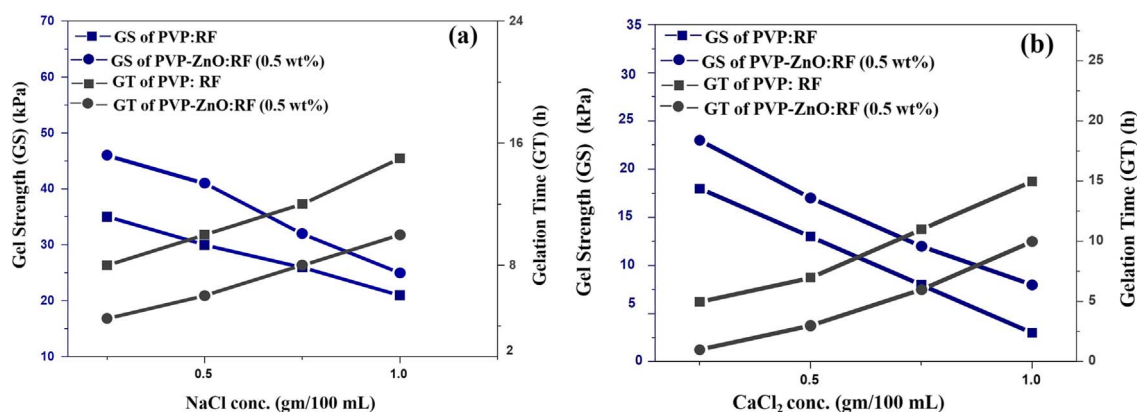 (a)
GS of PVP:RF
GS of PVP-ZnO:RF (0.5 wt%)
GT of PVP: RF
GT of PVP-ZnO:RF (0.5 wt%)
Gel Strength (GS) (kPa)
70
60
50
40
30
20
10
Gelation Time (GT) (h)
24
16
8
2
0.5
1.0
NaCl conc. (gm/100 mL)
(b)
GS of PVP:RF
GS of PVP-ZnO:RF (0.5 wt%)
GT of PVP: RF
GT of PVP-ZnO:RF (0.5 wt%)
Gel Strength (GS) (kPa)
35
30
25
20
15
10
5
0
Gelation Time (GT) (h)
25
20
15
10
5
0
0.5
1.0
CaCl₂ conc. (gm/100 mL)